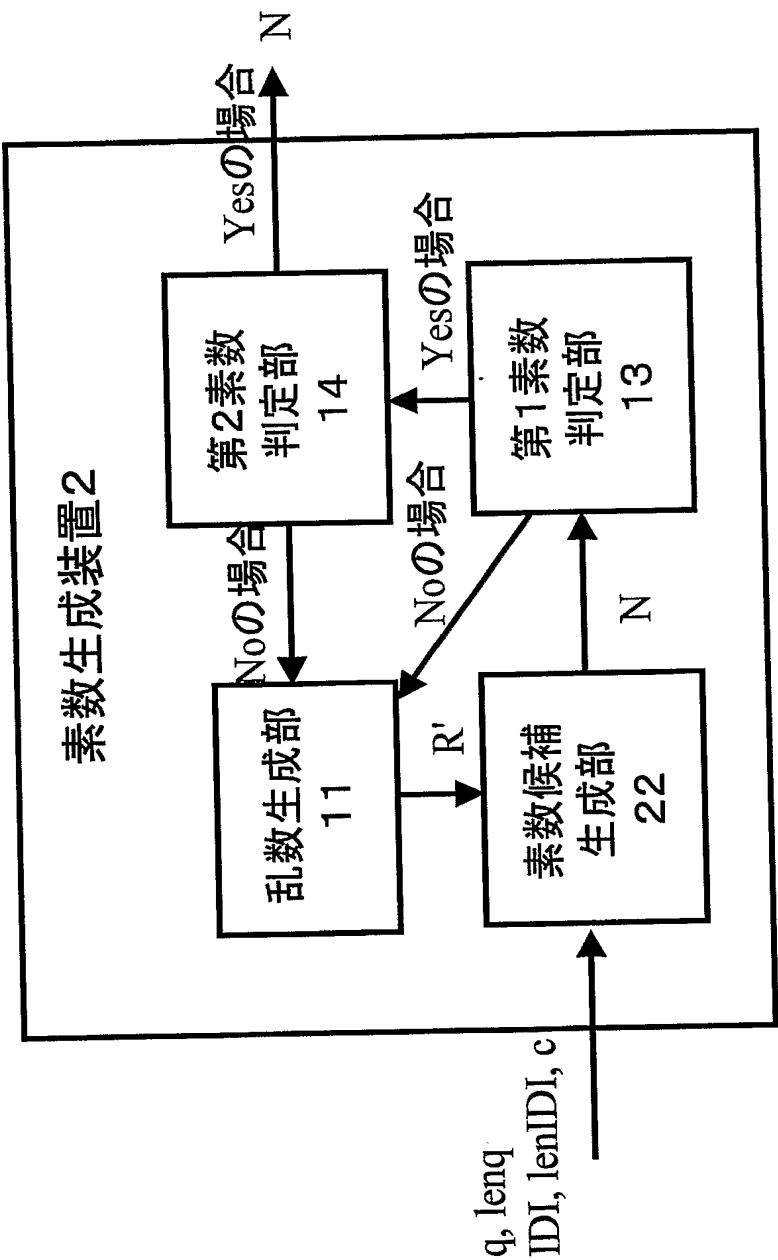 素数生成装置2
乱数生成部
11
Noの場合
第2素数
判定部
14
Yesの場合
N
R'
Noの場合
Yesの場合
q, lenq
IDI, lenIDI, c
素数候補
生成部
22
N
第1素数
判定部
13